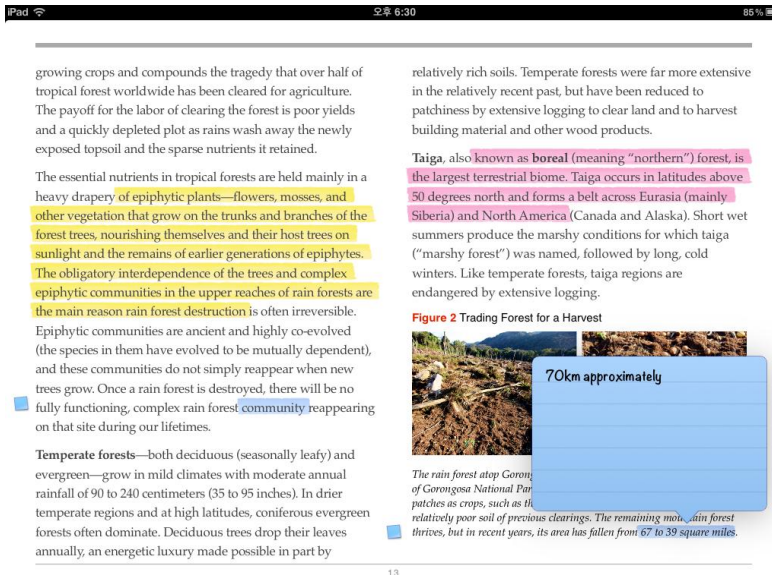 iPad
오후 6:30
85%
growing crops and compounds the tragedy that over half of
tropical forest worldwide has been cleared for agriculture.
The payoff for the labor of clearing the forest is poor yields
and a quickly depleted plot as rains wash away the newly
exposed topsoil and the sparse nutrients it retained.
The essential nutrients in tropical forests are held mainly in a
heavy drapery of epiphytic plants—flowers, mosses, and
other vegetation that grow on the trunks and branches of the
forest trees, nourishing themselves and their host trees on
sunlight and the remains of earlier generations of epiphytes.
The obligatory interdependence of the trees and complex
epiphytic communities in the upper reaches of rain forests are
the main reason rain forest destruction is often irreversible.
Epiphytic communities are ancient and highly co-evolved
(the species in them have evolved to be mutually dependent),
and these communities do not simply reappear when new
trees grow. Once a rain forest is destroyed, there will be no
fully functioning, complex rain forest community reappearing
on that site during our lifetimes.
Temperate forests—both deciduous (seasonally leafy) and
evergreen—grow in mild climates with moderate annual
rainfall of 90 to 240 centimeters (35 to 95 inches). In drier
temperate regions and at high latitudes, coniferous evergreen
forests often dominate. Deciduous trees drop their leaves
annually, an energetic luxury made possible in part by
relatively rich soils. Temperate forests were far more extensive
in the relatively recent past, but have been reduced to
patchiness by extensive logging to clear land and to harvest
building material and other wood products.
Taiga, also known as boreal (meaning “northern”) forest, is
the largest terrestrial biome. Taiga occurs in latitudes above
50 degrees north and forms a belt across Eurasia (mainly
Siberia) and North America (Canada and Alaska). Short wet
summers produce the marshy conditions for which taiga
(“marshy forest”) was named, followed by long, cold
winters. Like temperate forests, taiga regions are
endangered by extensive logging.
Figure 2 Trading Forest for a Harvest
70km approximately
The rain forest atop
of Gorongosa National
patches as crops, such as
relatively poor soil of previous clearings. The remaining mountain forest
thrives, but in recent years, its area has fallen from 67 to 39 square miles.
13